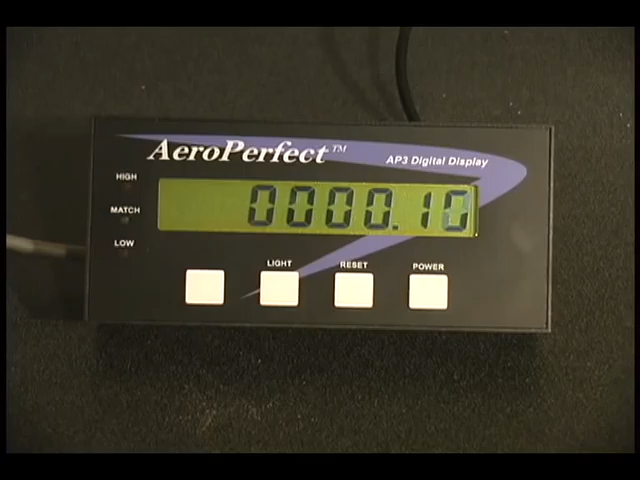 AeroPerfect™
AP3 Digital Display
HIGH
MATCH
LOW
0000.10
LIGHT
RESET
POWER